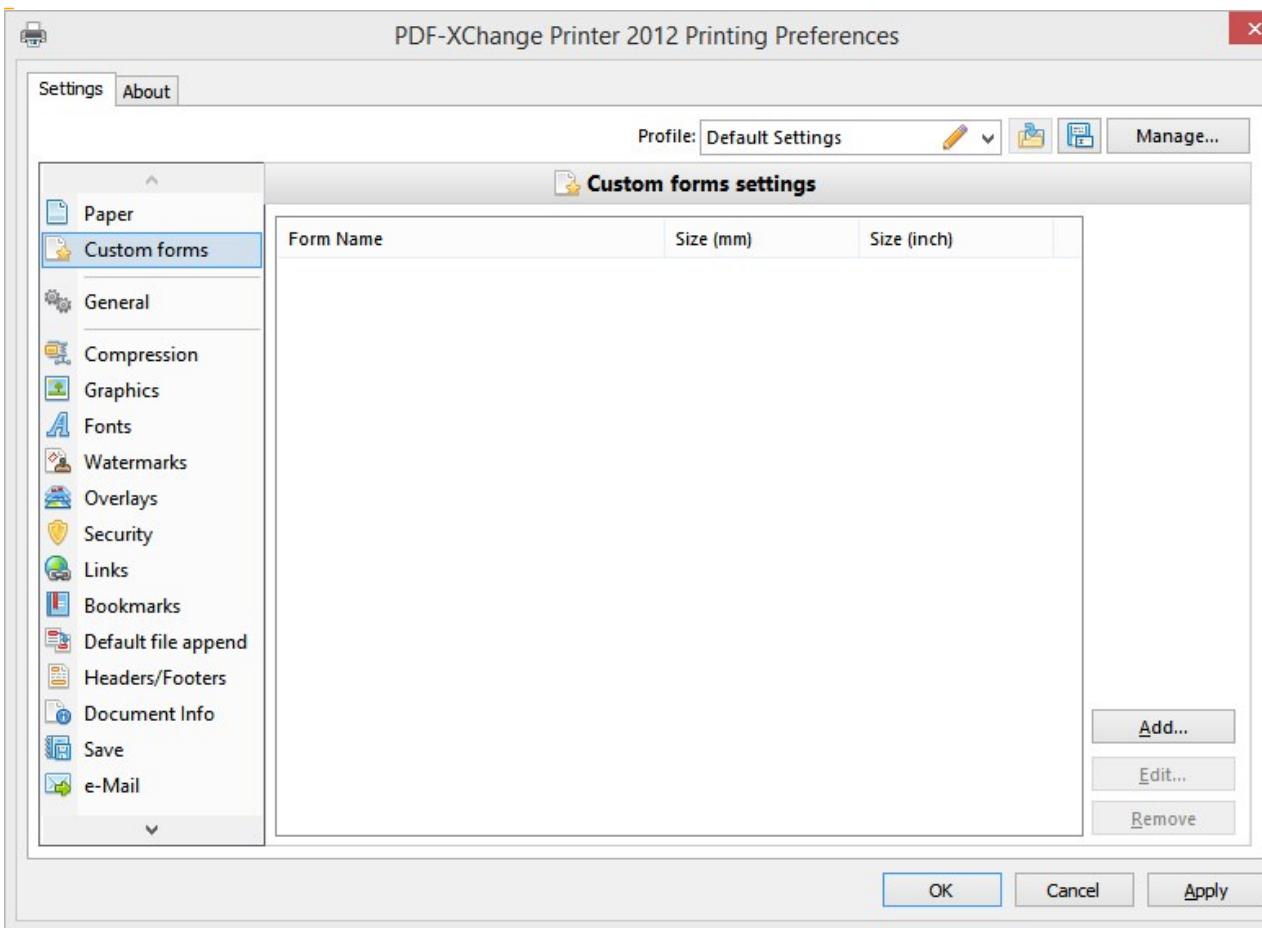 PDF-XChange Printer 2012 Printing Preferences
Settings About
Profile: Default Settings Manage...
Custom forms settings
Paper
Custom forms
General
Compression
Graphics
Fonts
Watermarks
Overlays
Security
Links
Bookmarks
Default file append
Headers/Footers
Document Info
Save
e-Mail
Form Name Size (mm) Size (inch)
Add...
Edit...
Remove
OK Cancel Apply